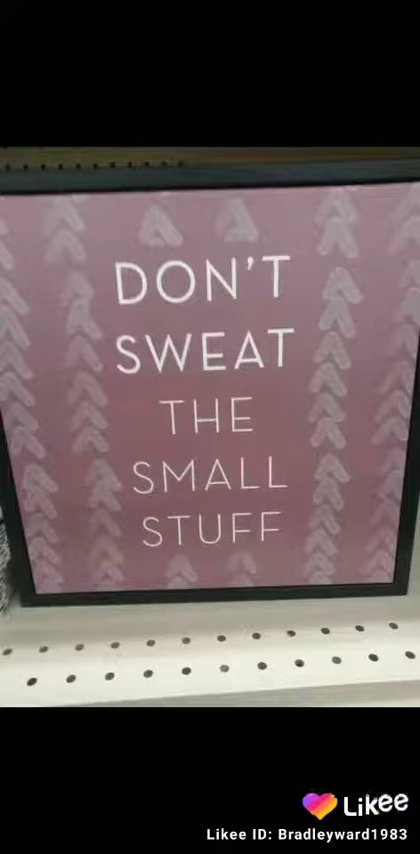 DON'T
SWEAT
THE
SMALL
STUFF
Likee
Likee ID: Bradleyward1983